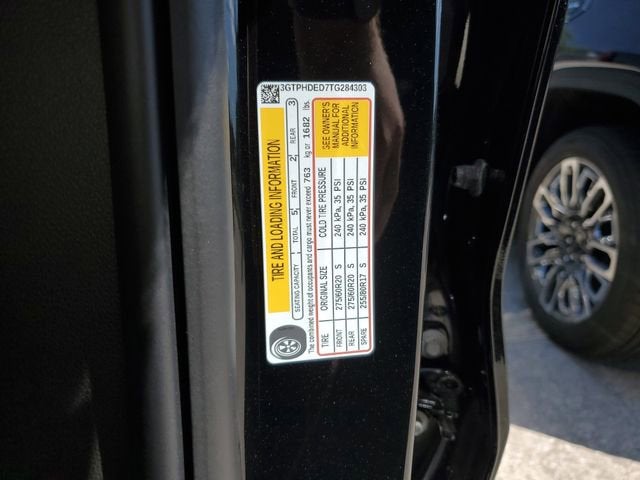 3GTPHDED7TG284303
TIRE AND LOADING INFORMATION
SEATING CAPACITY TOTAL 5 FRONT 2 REAR 3
The combined weight of occupants and cargo must never exceed 763 kg or 1682 lbs.
TIRE ORIGINAL SIZE COLD TIRE PRESSURE
FRONT 275/60R20 S 240 kPa, 35 PSI
REAR 275/60R20 S 240 kPa, 35 PSI
SPARE 255/80R17 S 240 kPa, 35 PSI
SEE OWNER'S
MANUAL FOR
ADDITIONAL
INFORMATION